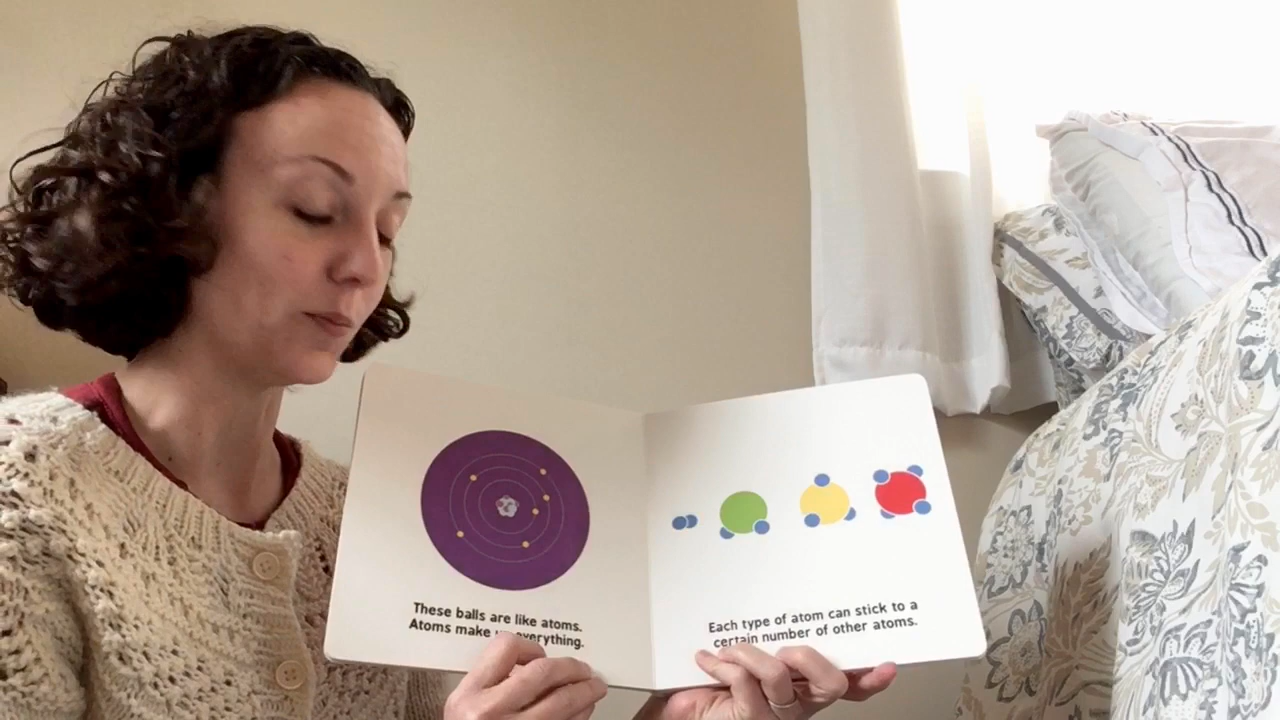 These balls are like atoms.
Atoms make everything.
Each type of atom can stick to a
certain number of other atoms.